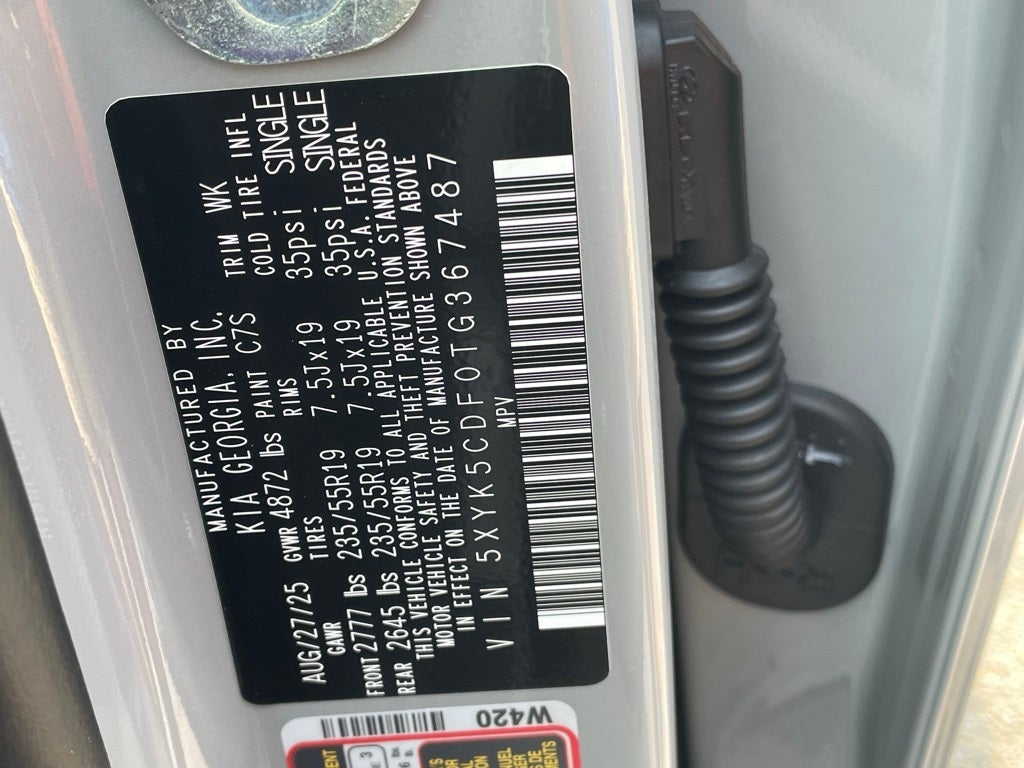 MANUFACTURED BY
KIA GEORGIA, INC.
AUG/27/25 GVWR 4872 lbs PAINT C7S TRIM WK
GAWR TIRES RIMS COLD TIRE INFL
FRONT 2777 lbs 235/55R19 7.5Jx19 35psi SINGLE
REAR 2645 lbs 235/55R19 7.5Jx19 35psi SINGLE
THIS VEHICLE CONFORMS TO ALL APPLICABLE U.S.A. FEDERAL
MOTOR VEHICLE SAFETY AND THEFT PREVENTION STANDARDS
IN EFFECT ON THE DATE OF MANUFACTURE SHOWN ABOVE
VIN 5XYK5CDF0TG367487
MPV
W420